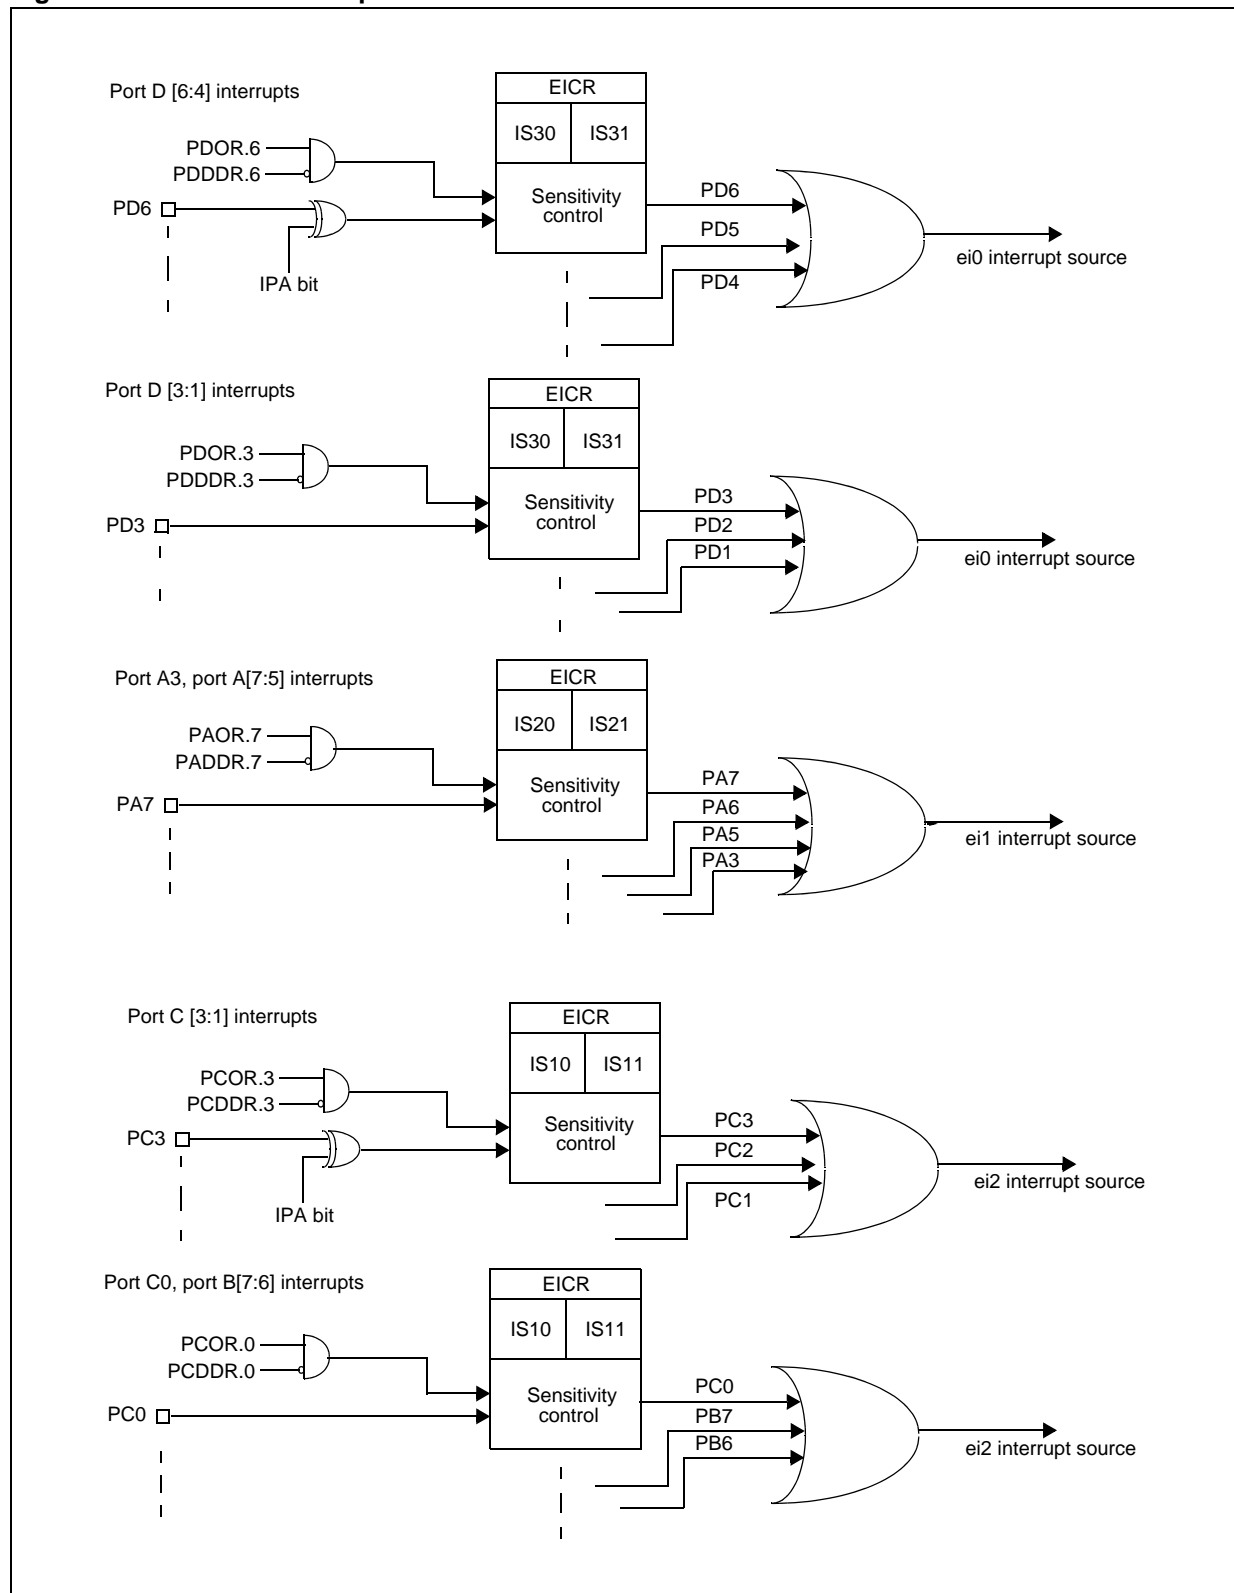 Port D [6:4] interrupts
EICR
IS30 IS31
PDOR.6
PDDDR.6
PD6
IPA bit
Sensitivity
control
PD6
PD5
PD4
ei0 interrupt source
Port D [3:1] interrupts
EICR
IS30 IS31
PDOR.3
PDDDR.3
PD3
Sensitivity
control
PD3
PD2
PD1
ei0 interrupt source
Port A3, port A[7:5] interrupts
EICR
IS20 IS21
PAOR.7
PADDR.7
PA7
Sensitivity
control
PA7
PA6
PA5
PA3
ei1 interrupt source
Port C [3:1] interrupts
EICR
IS10 IS11
PCOR.3
PCDDR.3
PC3
IPA bit
Sensitivity
control
PC3
PC2
PC1
ei2 interrupt source
Port C0, port B[7:6] interrupts
EICR
IS10 IS11
PCOR.0
PCDDR.0
PC0
Sensitivity
control
PC0
PB7
PB6
ei2 interrupt source